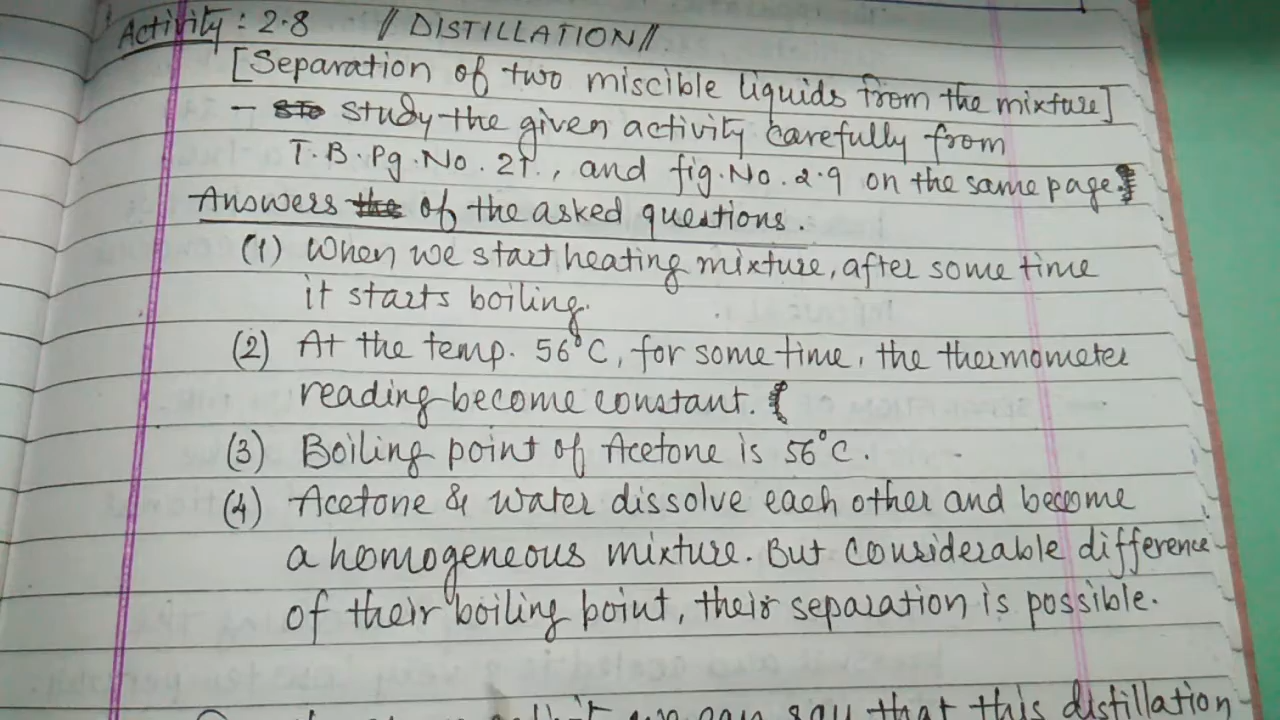 Activity : 2.8 // DISTILLATION //
[Separation of two miscible liquids from the mixture]
- study the given activity carefully from
T.B. Pg. No. 21., and fig. No. 2.9 on the same page.
Answers of the asked questions.
(1) When we start heating mixture, after some time
it starts boiling.
(2) At the temp. 56°C, for some time, the thermometer
reading become constant.
(3) Boiling point of Acetone is 56°C.
(4) Acetone & water dissolve each other and become
a homogeneous mixture. But considerable difference
of their boiling point, their separation is possible.
we can say that this distillation